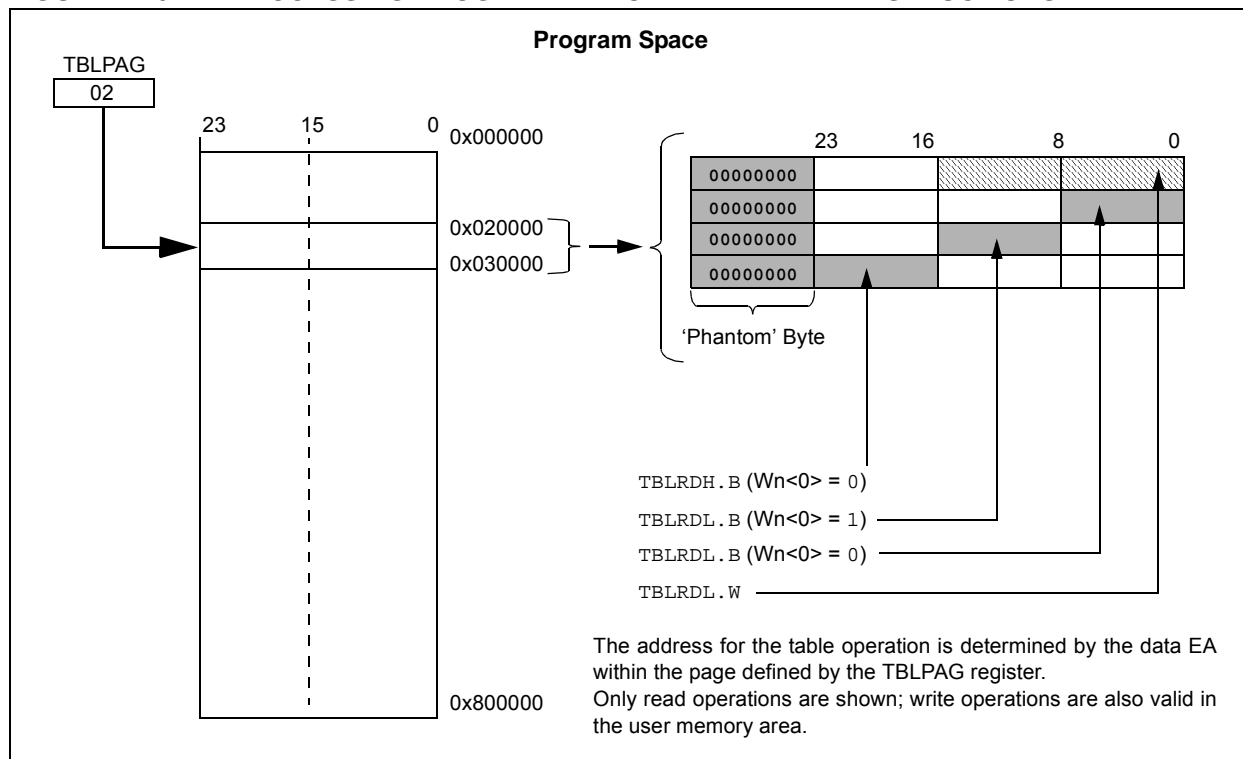 Program Space
TBLPAG
02
23 15 0
0x000000
0x020000
0x030000
0x800000
23 16 8 0
00000000
00000000
00000000
00000000
‘Phantom’ Byte
TBLRDH.B (Wn<0> = 0)
TBLRDL.B (Wn<0> = 1)
TBLRDL.B (Wn<0> = 0)
TBLRDL.W
The address for the table operation is determined by the data EA
within the page defined by the TBLPAG register.
Only read operations are shown; write operations are also valid in
the user memory area.